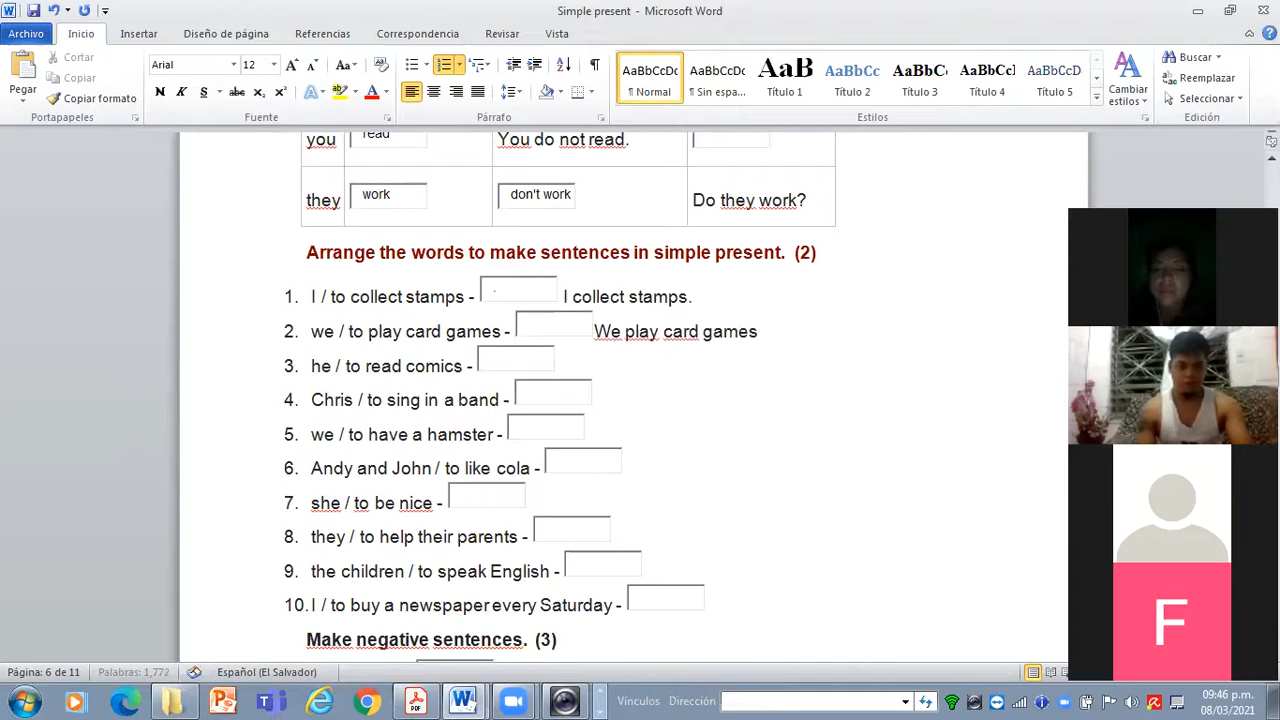 Simple present - Microsoft Word
Archivo Inicio Insertar Diseño de página Referencias Correspondencia Revisar Vista
Cortar
Copiar
Copiar formato
Pegar
Portapapeles
Arial 12
Aa
N K S abc x₂ x²
Fuente
Párrafo
AaBbCcDc AaBbCcDc AaB AaBbCc AaBbCc AaBbCcI AaBbCcD
¶ Normal ¶ Sin espa... Título 1 Título 2 Título 3 Título 4 Título 5
Cambiar estilos
Estilos
Buscar
Reemplazar
Seleccionar
Edición
you read You do not read.
they work don't work Do they work?
Arrange the words to make sentences in simple present. (2)
1. I / to collect stamps - . I collect stamps.
2. we / to play card games - We play card games
3. he / to read comics -
4. Chris / to sing in a band -
5. we / to have a hamster -
6. Andy and John / to like cola -
7. she / to be nice -
8. they / to help their parents -
9. the children / to speak English -
10. I / to buy a newspaper every Saturday -
Make negative sentences. (3)
F
Página: 6 de 11 Palabras: 1,772 Español (El Salvador)
Vínculos Dirección
09:46 p.m.
08/03/2021